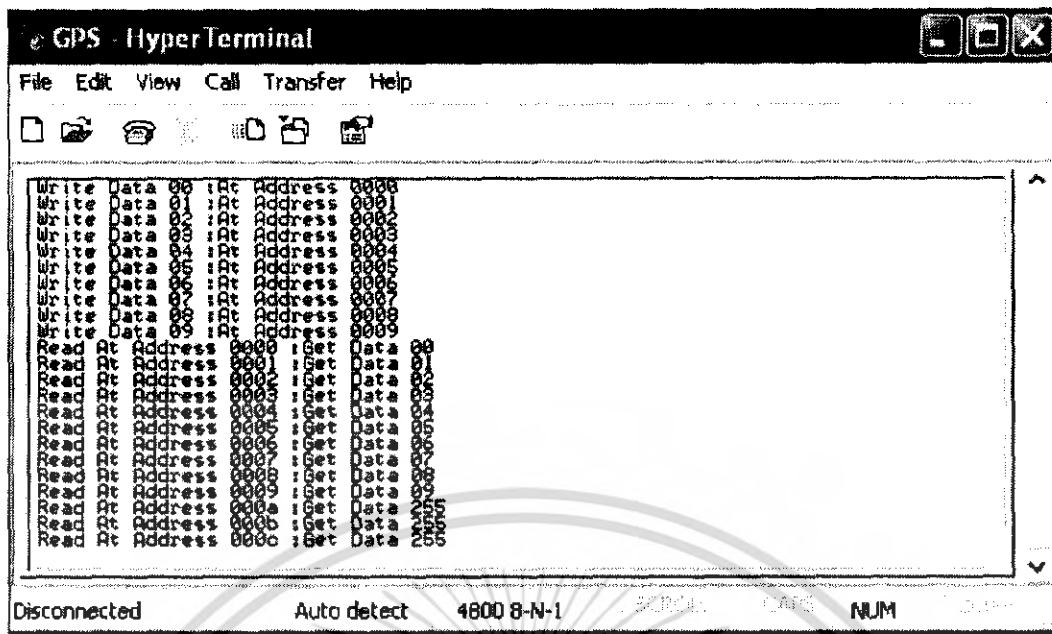 GPS - HyperTerminal
File Edit View Call Transfer Help
Write Data 00 :At Address 0000
Write Data 01 :At Address 0001
Write Data 02 :At Address 0002
Write Data 03 :At Address 0003
Write Data 04 :At Address 0004
Write Data 05 :At Address 0005
Write Data 06 :At Address 0006
Write Data 07 :At Address 0007
Write Data 08 :At Address 0008
Write Data 09 :At Address 0009
Read At Address 0000 :Get Data 00
Read At Address 0001 :Get Data 01
Read At Address 0002 :Get Data 02
Read At Address 0003 :Get Data 03
Read At Address 0004 :Get Data 04
Read At Address 0005 :Get Data 05
Read At Address 0006 :Get Data 06
Read At Address 0007 :Get Data 07
Read At Address 0008 :Get Data 08
Read At Address 0009 :Get Data 09
Read At Address 000a :Get Data 255
Read At Address 000b :Get Data 255
Read At Address 000c :Get Data 255
Disconnected Auto detect 4800 8-N-1 SCROLL CAPS NUM